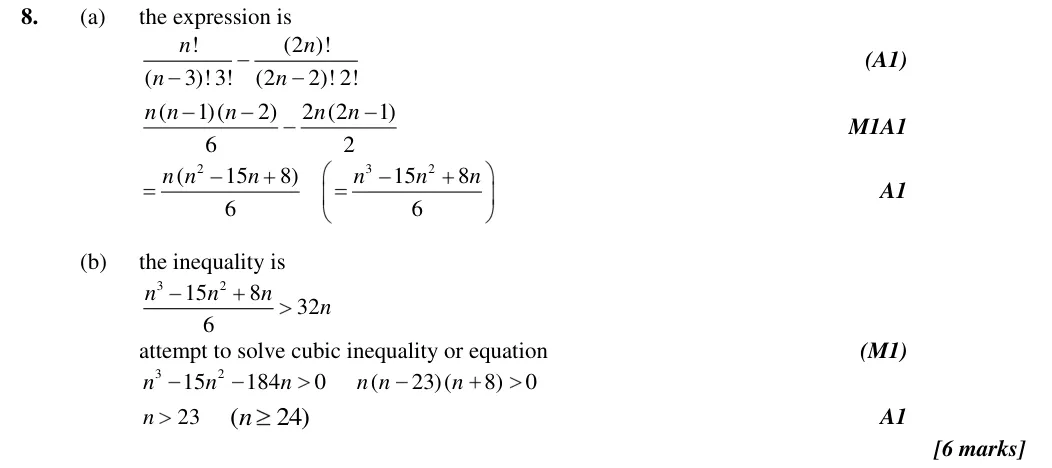 8. (a) the expression is
n!/((n−3)!3!) − (2n)!/((2n−2)!2!) (A1)
n(n−1)(n−2)/6 − 2n(2n−1)/2 M1A1
= n(n²−15n+8)/6 (= (n³−15n²+8n)/6) A1
(b) the inequality is
(n³−15n²+8n)/6 > 32n
attempt to solve cubic inequality or equation (M1)
n³−15n²−184n > 0 n(n−23)(n+8) > 0
n > 23 (n ≥ 24) A1
[6 marks]